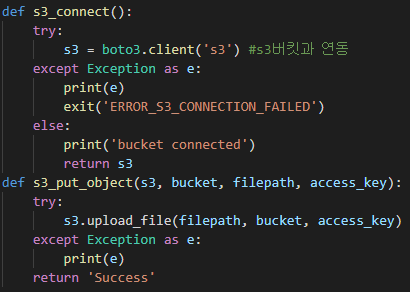 def s3_connect():
    try:
        s3 = boto3.client('s3') #s3버킷과 연동
    except Exception as e:
        print(e)
        exit('ERROR_S3_CONNECTION_FAILED')
    else:
        print('bucket connected')
        return s3
def s3_put_object(s3, bucket, filepath, access_key):
    try:
        s3.upload_file(filepath, bucket, access_key)
    except Exception as e:
        print(e)
    return 'Success'